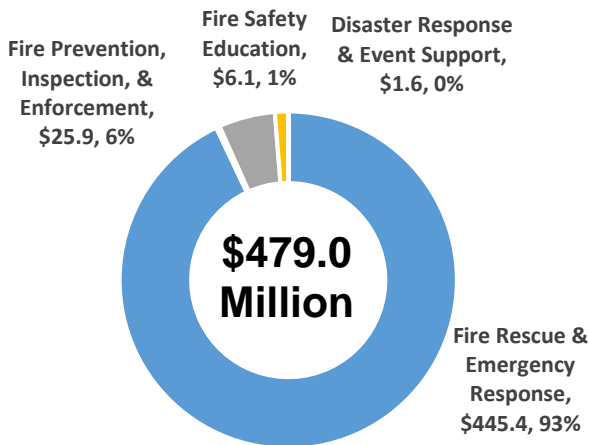 Fire Safety
Education,
$6.1, 1%
Disaster Response
& Event Support,
$1.6, 0%
Fire Prevention,
Inspection, &
Enforcement,
$25.9, 6%
$479.0
Million
Fire Rescue &
Emergency
Response,
$445.4, 93%